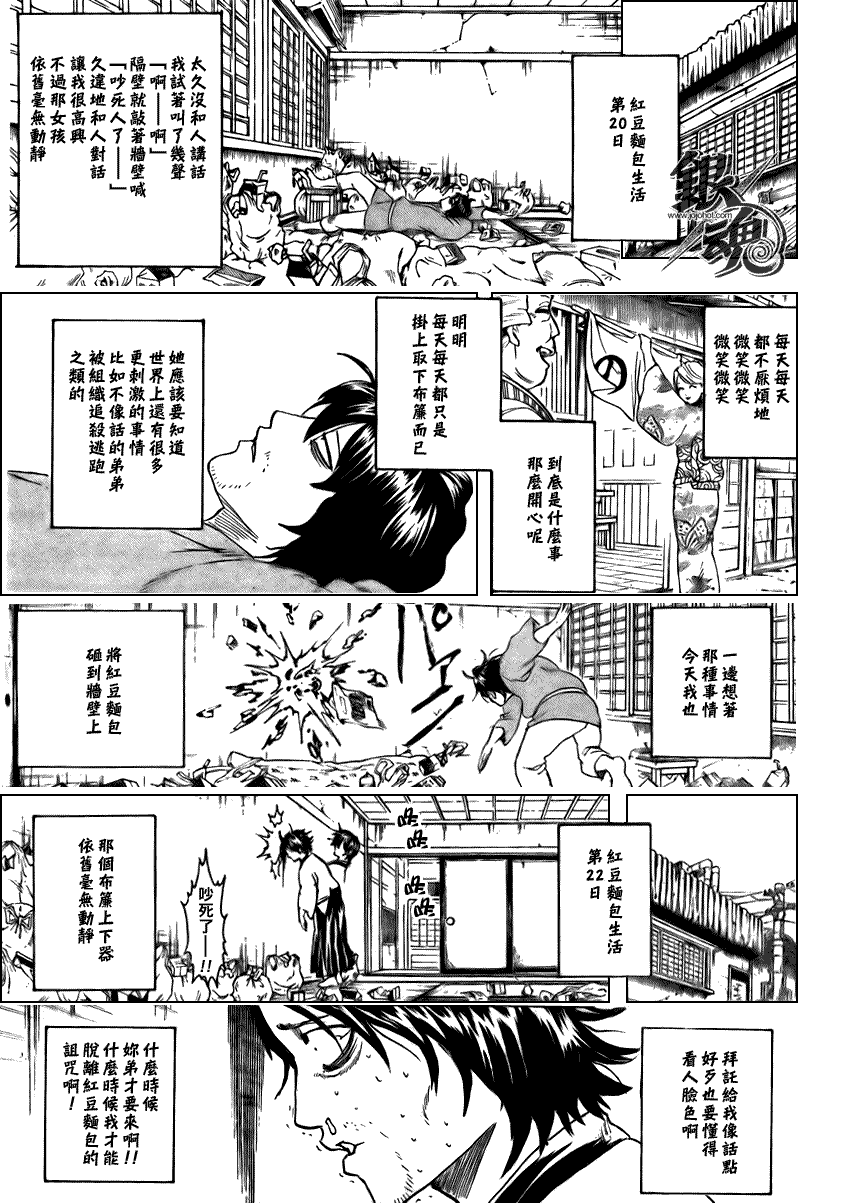 紅豆麵包生活
第20日
銀魂
www.jojohot.com
太久沒和人講話
我試著叫了幾聲
「啊——啊」
隔壁就敲著牆壁喊
「吵死人了——」
久違地和人對話
讓我很高興
不過那女孩
依舊毫無動靜
每天每天
都不厭煩地
微笑微笑
微笑微笑
到底是什麼事
那麼開心呢
明明
每天每天都只是
掛上取下布簾而已
她應該要知道
世界上還有很多
更刺激的事情
比如不像話的弟弟
被組織追殺逃跑
之類的
一邊想著
那種事情
今天我也
將紅豆麵包
砸到牆壁上
紅豆麵包生活
第22日
咚
咚
咚
咚
吵死了——!!
那個布簾上下器
依舊毫無動靜
拜託給我像話點
好歹也要懂得
看人臉色啊
什麼時候
妳弟才要來啊!!
什麼時候我才能
脫離紅豆麵包的
詛咒啊!